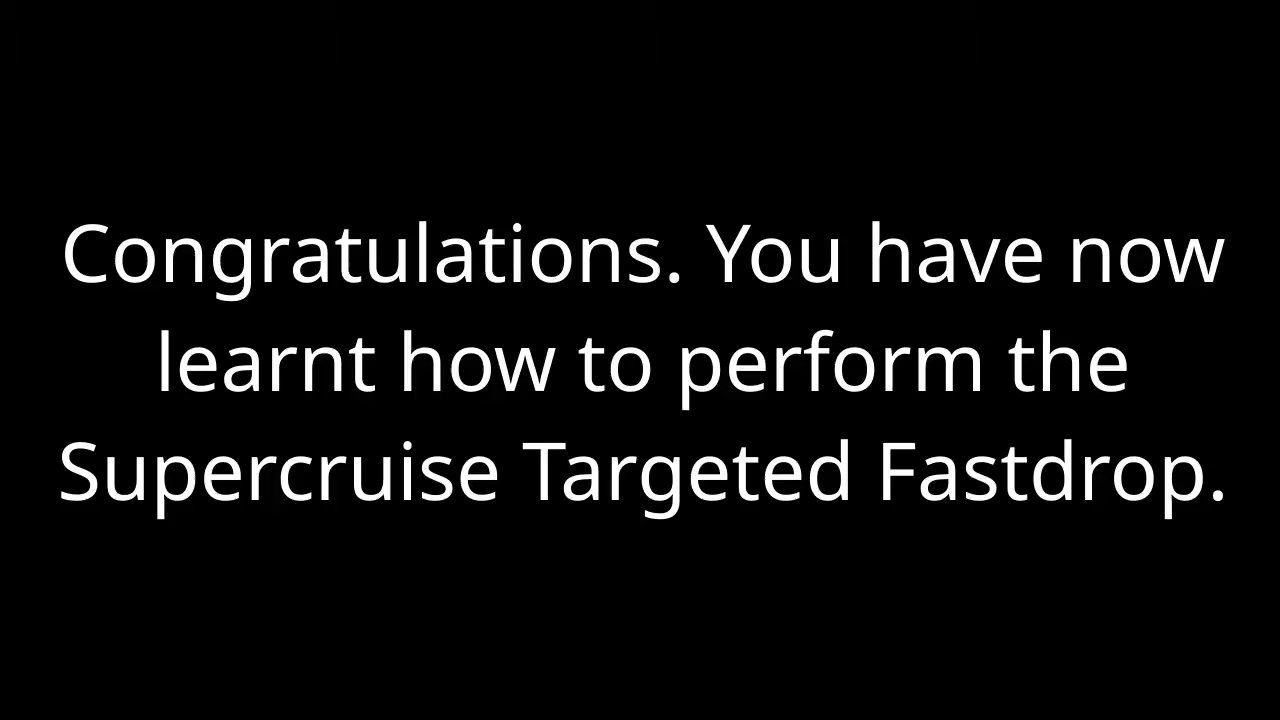 Congratulations. You have now
learnt how to perform the
Supercruise Targeted Fastdrop.